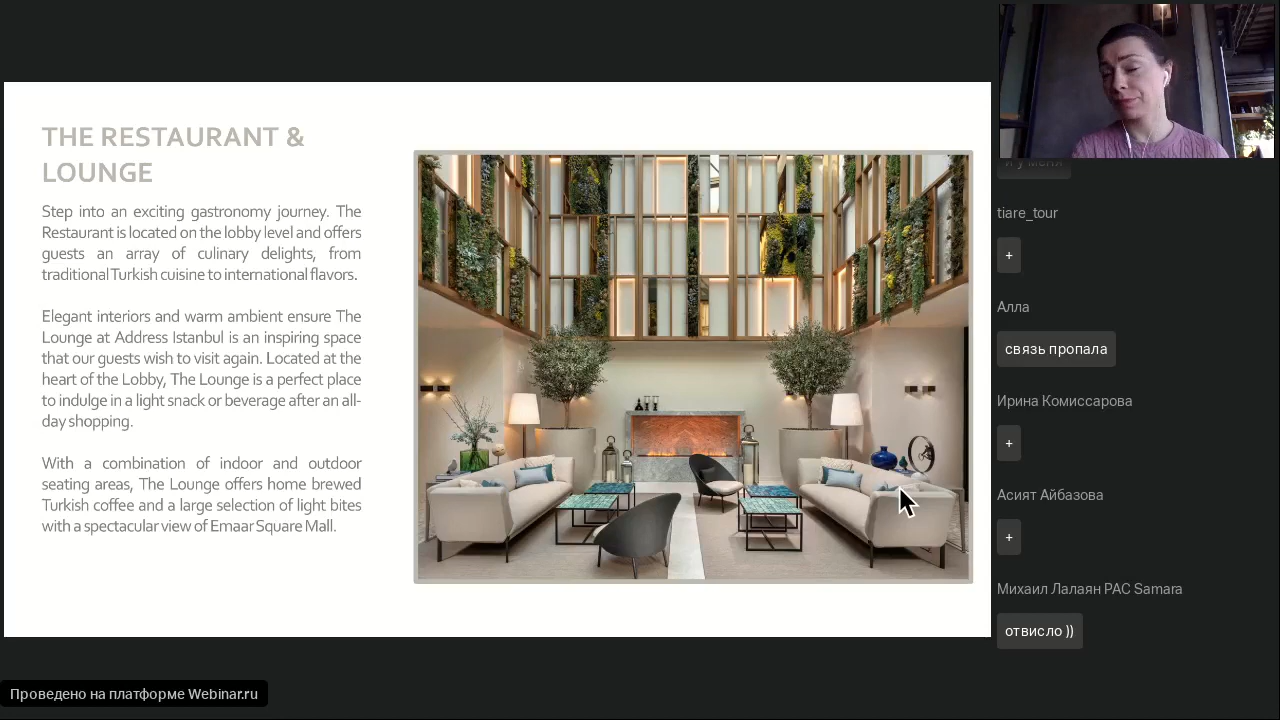 THE RESTAURANT &
LOUNGE
Step into an exciting gastronomy journey. The
Restaurant is located on the lobby level and offers
guests an array of culinary delights, from
traditional Turkish cuisine to international flavors.
Elegant interiors and warm ambient ensure The
Lounge at Address Istanbul is an inspiring space
that our guests wish to visit again. Located at the
heart of the Lobby, The Lounge is a perfect place
to indulge in a light snack or beverage after an all-
day shopping.
With a combination of indoor and outdoor
seating areas, The Lounge offers home brewed
Turkish coffee and a large selection of light bites
with a spectacular view of Emaar Square Mall.
и у меня
tiare_tour
+
Алла
связь пропала
Ирина Комиссарова
+
Асият Айбазова
+
Михаил Лалаян PAC Samara
отвисло ))
Проведено на платформе Webinar.ru